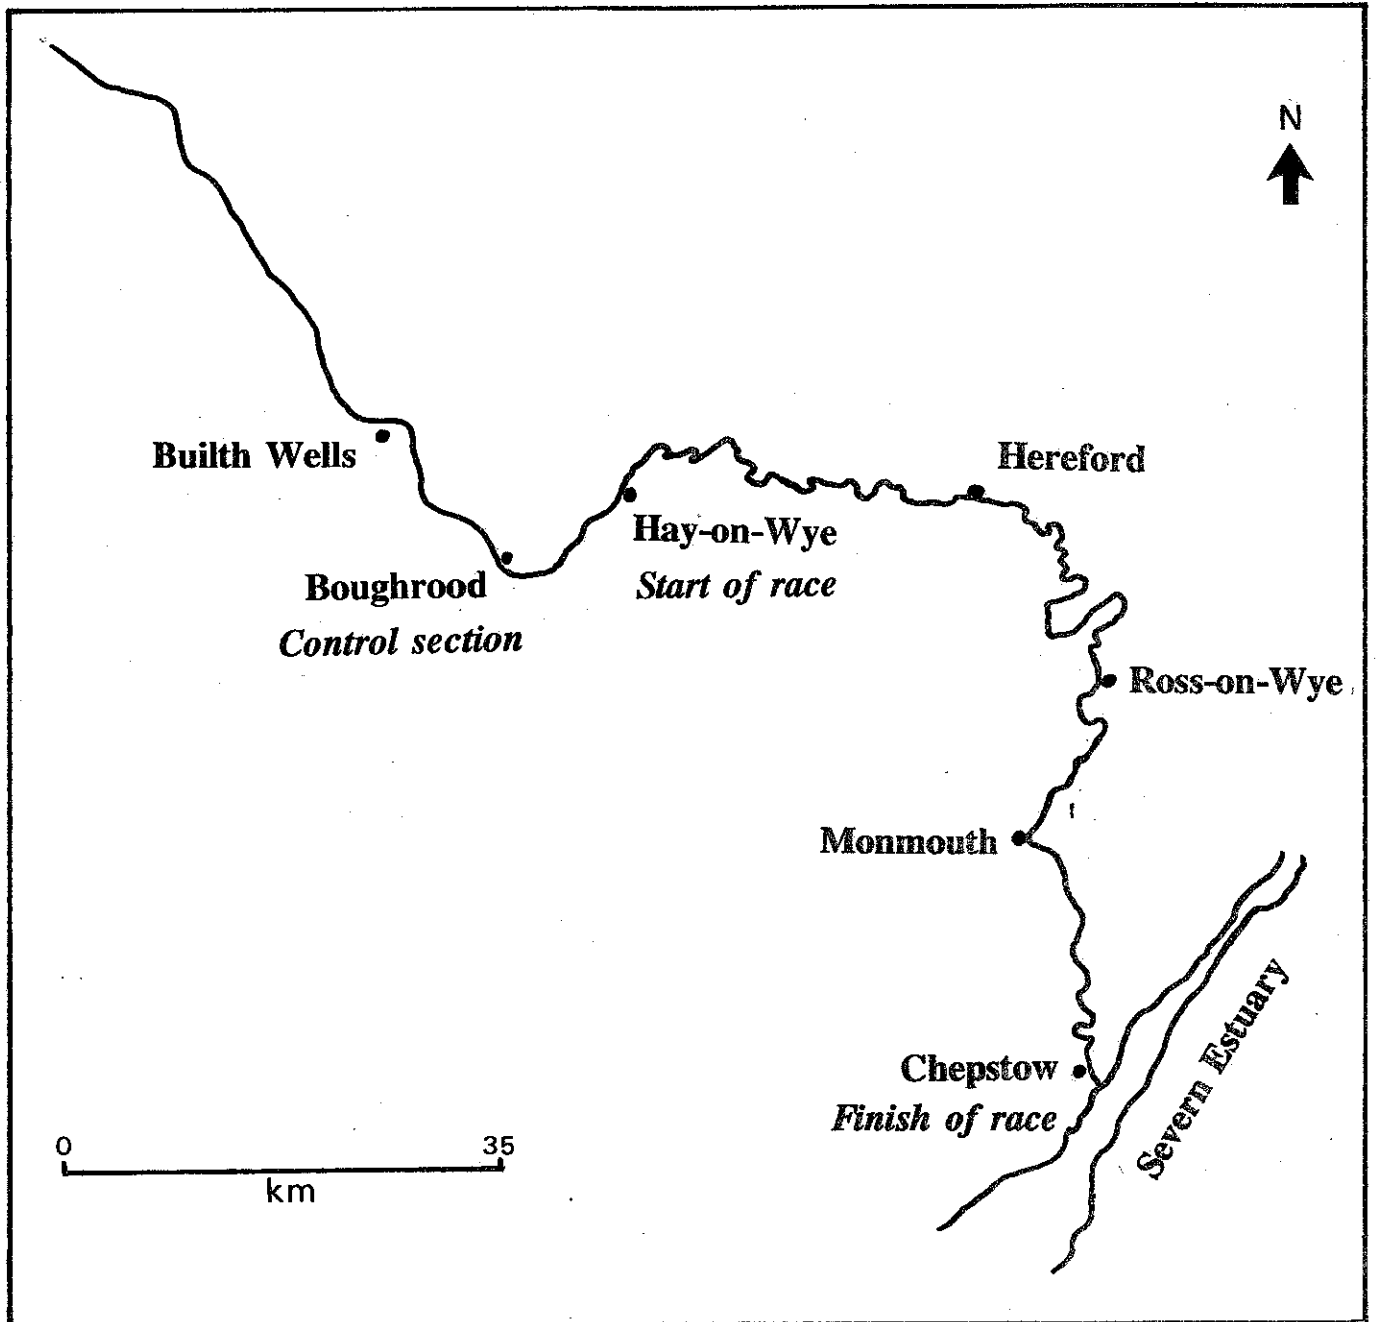 N
Builth Wells
Hereford
Hay-on-Wye
Start of race
Boughrood
Control section
Ross-on-Wye
Monmouth
Chepstow
Finish of race
Severn Estuary
0 35
km